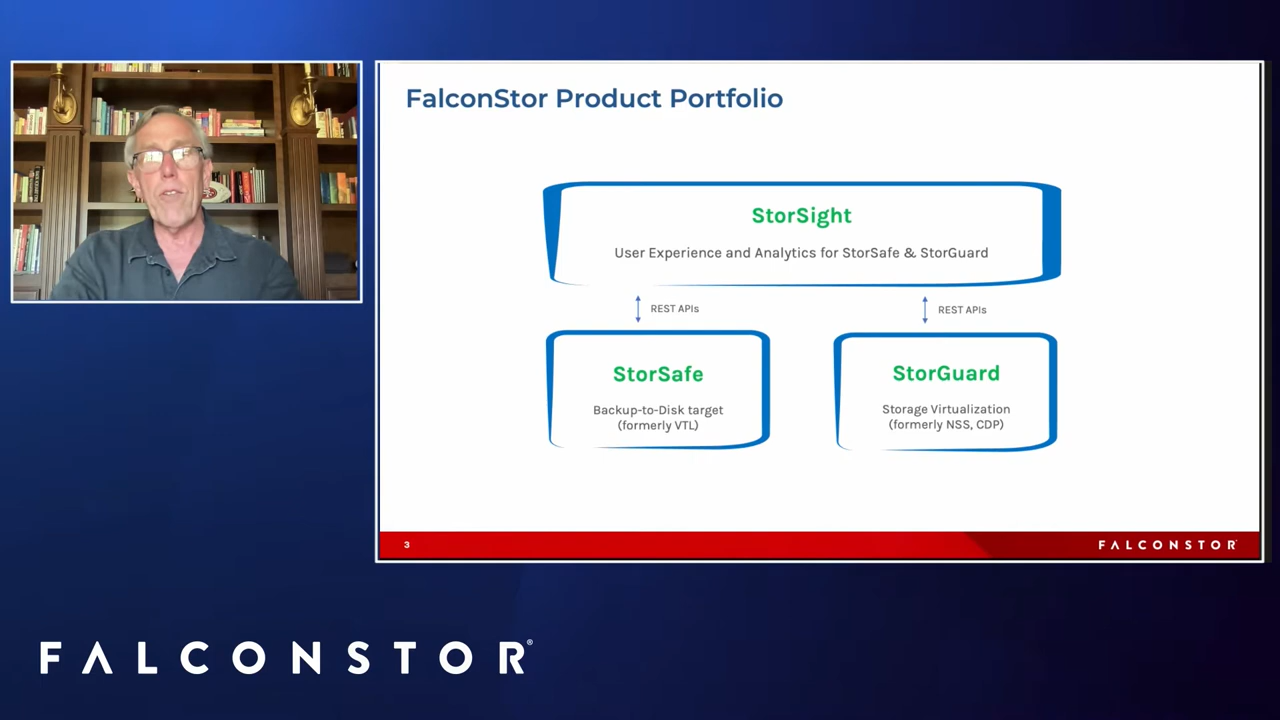 FalconStor Product Portfolio
StorSight
User Experience and Analytics for StorSafe & StorGuard
REST APIs
REST APIs
StorSafe
Backup-to-Disk target
(formerly VTL)
StorGuard
Storage Virtualization
(formerly NSS, CDP)
3
FALCONSTOR
FALCONSTOR®